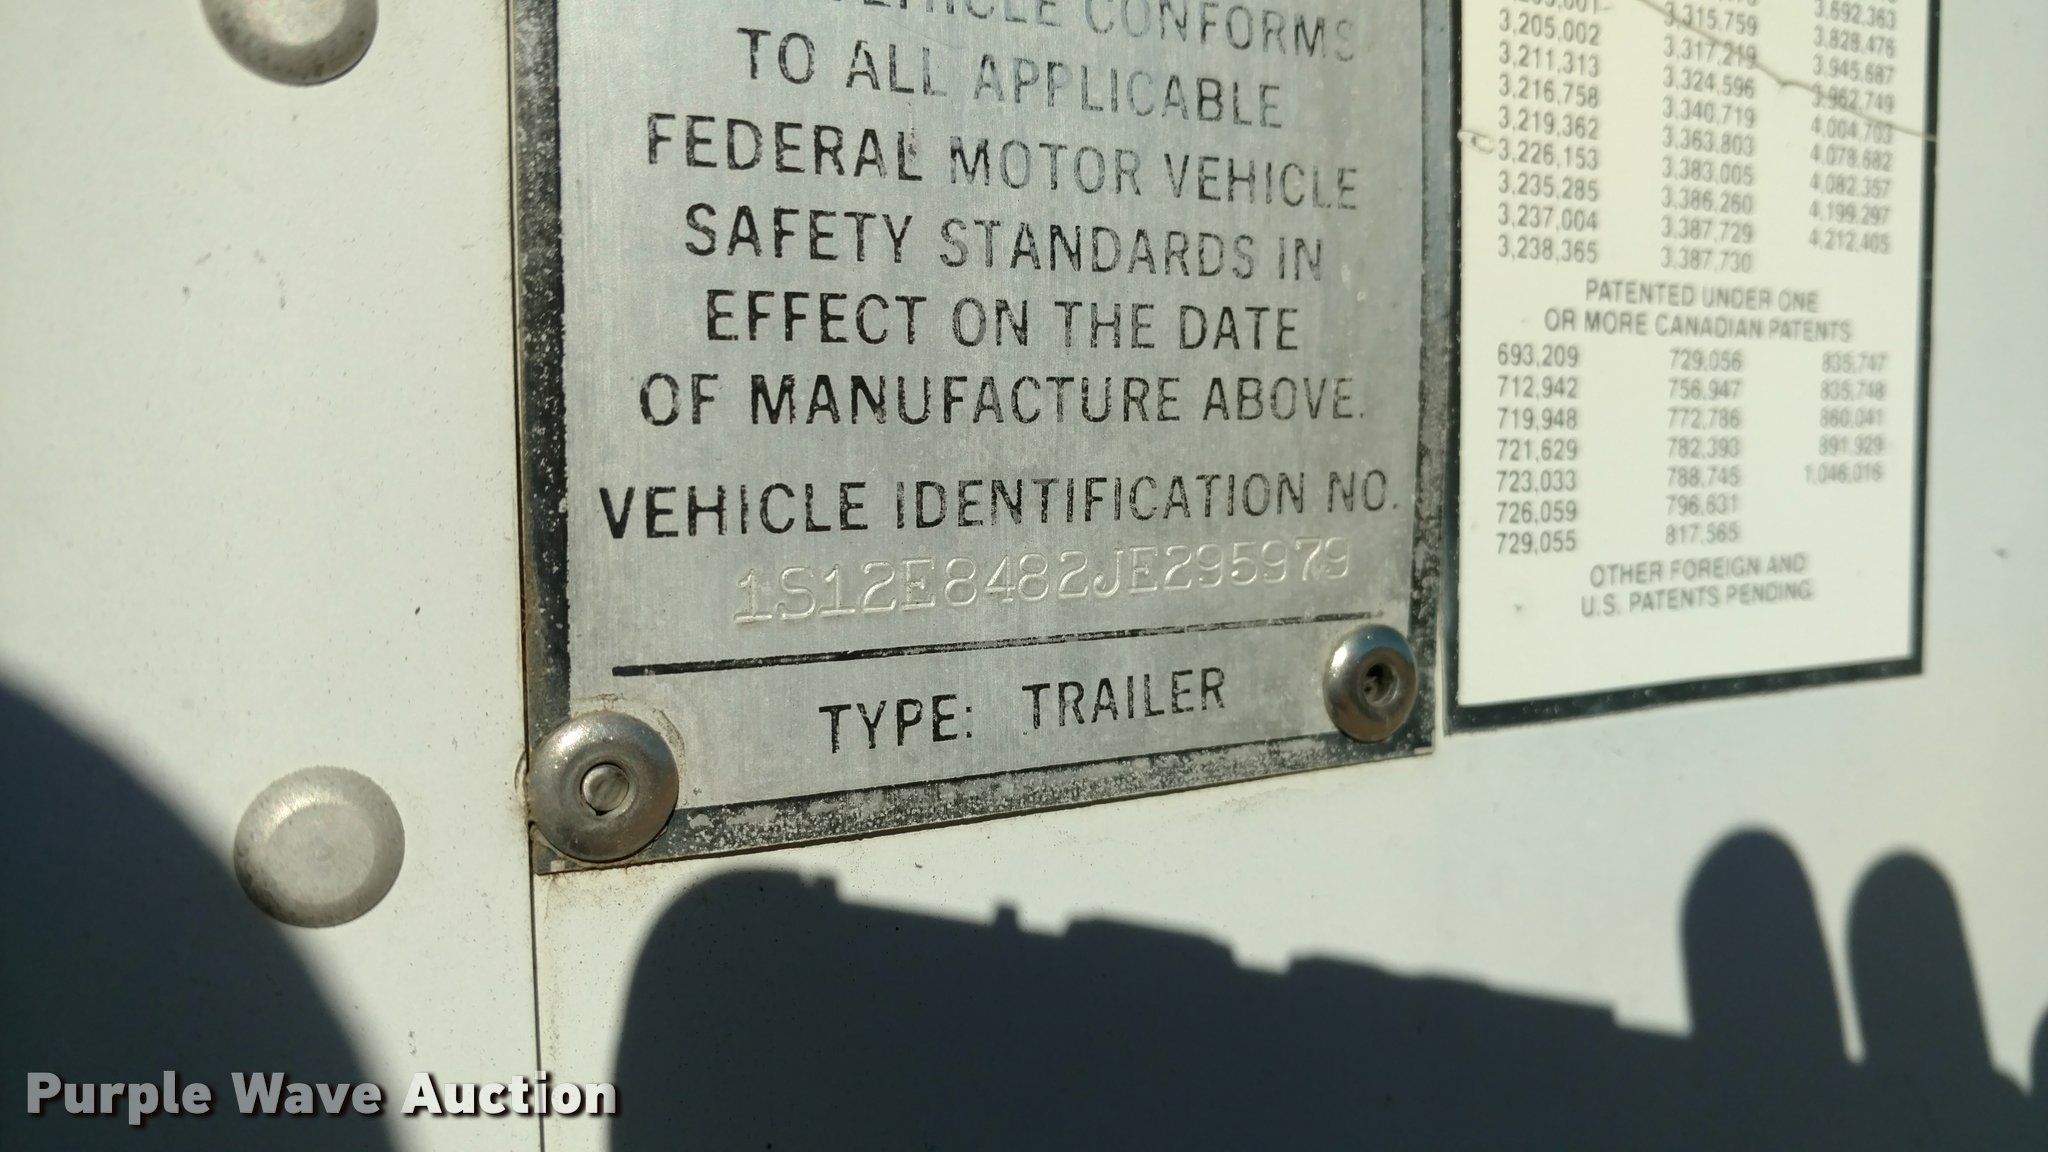 VEHICLE CONFORMS
TO ALL APPLICABLE
FEDERAL MOTOR VEHICLE
SAFETY STANDARDS IN
EFFECT ON THE DATE
OF MANUFACTURE ABOVE.
VEHICLE IDENTIFICATION NO.
1S12E8482JE295979
TYPE: TRAILER
3,315,759 3,692,363
3,205,002 3,317,219 3,828,476
3,211,313 3,324,596 3,945,687
3,216,758 3,340,719 3,962,749
3,219,362 3,363,803 4,004,703
3,226,153 3,383,005 4,078,682
3,235,285 3,386,260 4,082,357
3,237,004 3,387,729 4,199,297
3,238,365 3,387,730 4,212,405
PATENTED UNDER ONE
OR MORE CANADIAN PATENTS
693,209 729,056 835,747
712,942 756,947 835,748
719,948 772,786 860,041
721,629 782,393 891,929
723,033 788,745 1,046,016
726,059 796,631
729,055 817,565
OTHER FOREIGN AND
U.S. PATENTS PENDING
Purple Wave Auction